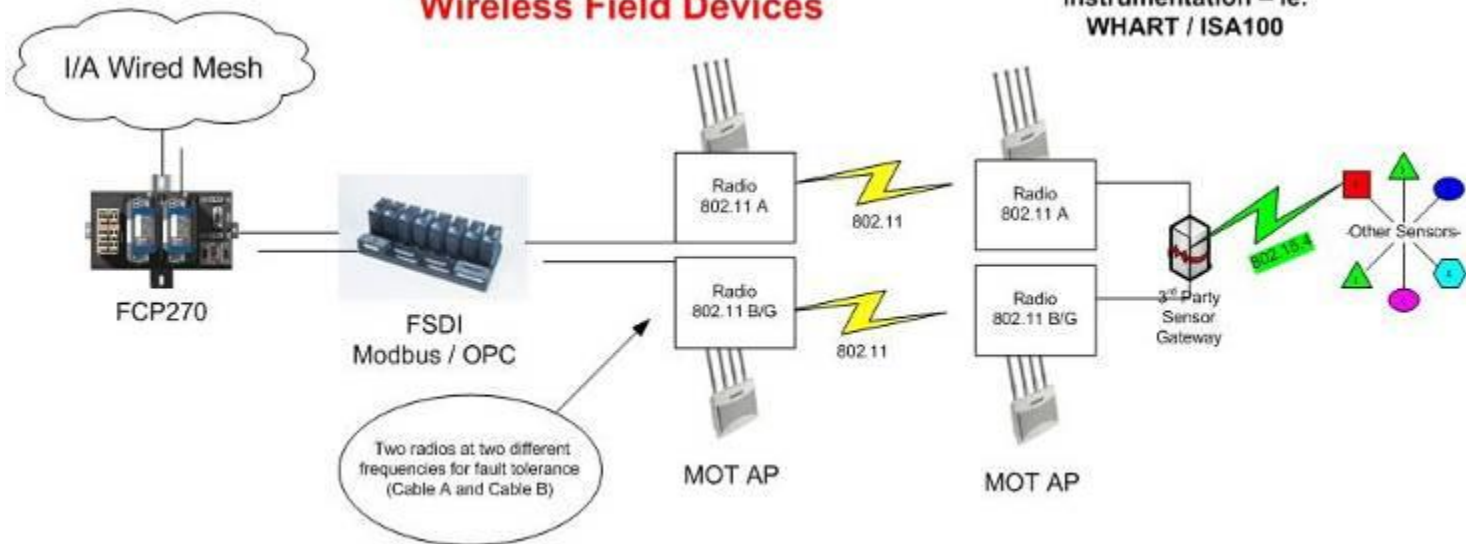 Wireless Field Devices
Instrumentation – ie.
WHART / ISA100
I/A Wired Mesh
FCP270
FSDI
Modbus / OPC
Radio
802.11 A
Radio
802.11 B/G
802.11
802.11
Radio
802.11 A
Radio
802.11 B/G
3rd Party
Sensor
Gateway
802.15.4
-Other Sensors-
Two radios at two different
frequencies for fault tolerance
(Cable A and Cable B)
MOT AP
MOT AP